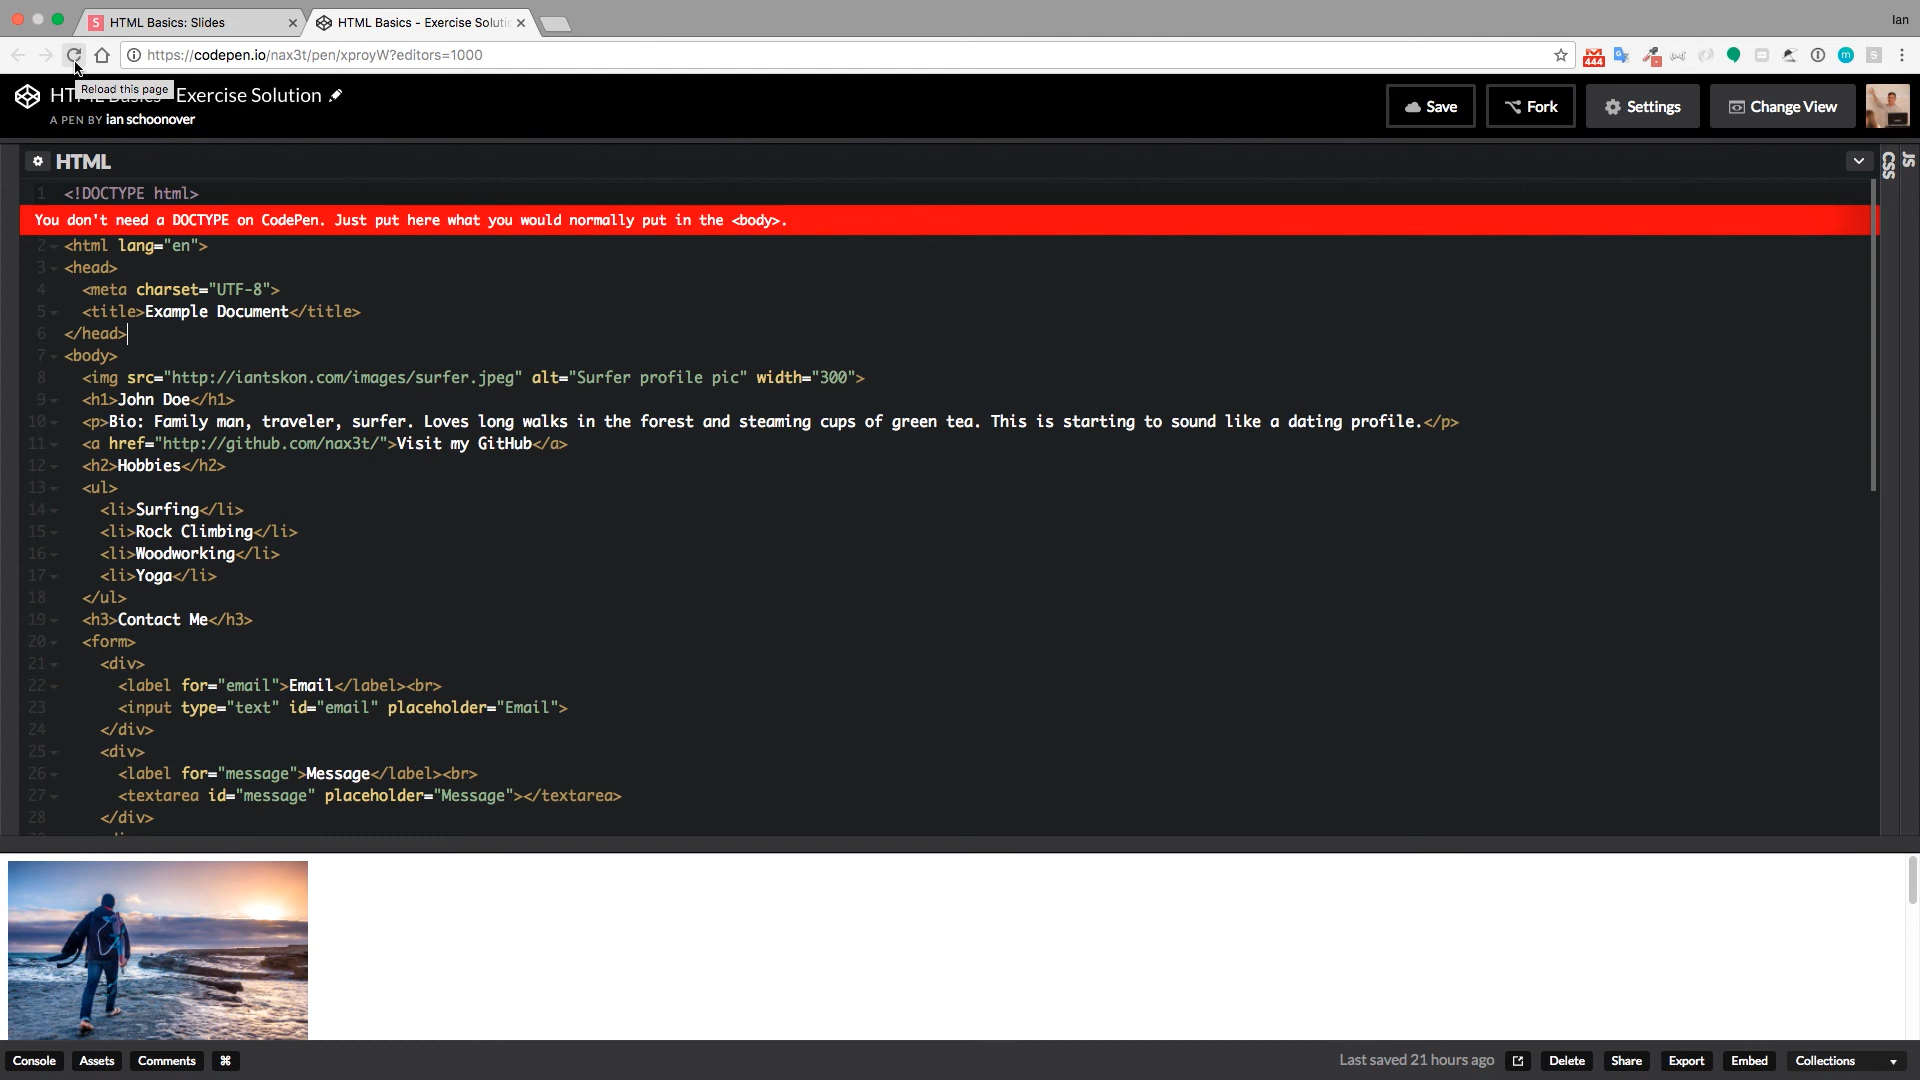 HTML Basics: Slides
HTML Basics - Exercise Soluti
Ian
https://codepen.io/nax3t/pen/xproyW?editors=1000
444
Reload this page
Exercise Solution
A PEN BY ian schoonover
Save
Fork
Settings
Change View
HTML
CSS
JS
1 <!DOCTYPE html>
You don't need a DOCTYPE on CodePen. Just put here what you would normally put in the <body>.
2 <html lang="en">
3 <head>
4 <meta charset="UTF-8">
5 <title>Example Document</title>
6 </head>
7 <body>
8 <img src="http://iantskon.com/images/surfer.jpeg" alt="Surfer profile pic" width="300">
9 <h1>John Doe</h1>
10 <p>Bio: Family man, traveler, surfer. Loves long walks in the forest and steaming cups of green tea. This is starting to sound like a dating profile.</p>
11 <a href="http://github.com/nax3t/">Visit my GitHub</a>
12 <h2>Hobbies</h2>
13 <ul>
14 <li>Surfing</li>
15 <li>Rock Climbing</li>
16 <li>Woodworking</li>
17 <li>Yoga</li>
18 </ul>
19 <h3>Contact Me</h3>
20 <form>
21 <div>
22 <label for="email">Email</label><br>
23 <input type="text" id="email" placeholder="Email">
24 </div>
25 <div>
26 <label for="message">Message</label><br>
27 <textarea id="message" placeholder="Message"></textarea>
28 </div>
Console
Assets
Comments
⌘
Last saved 21 hours ago
Delete
Share
Export
Embed
Collections